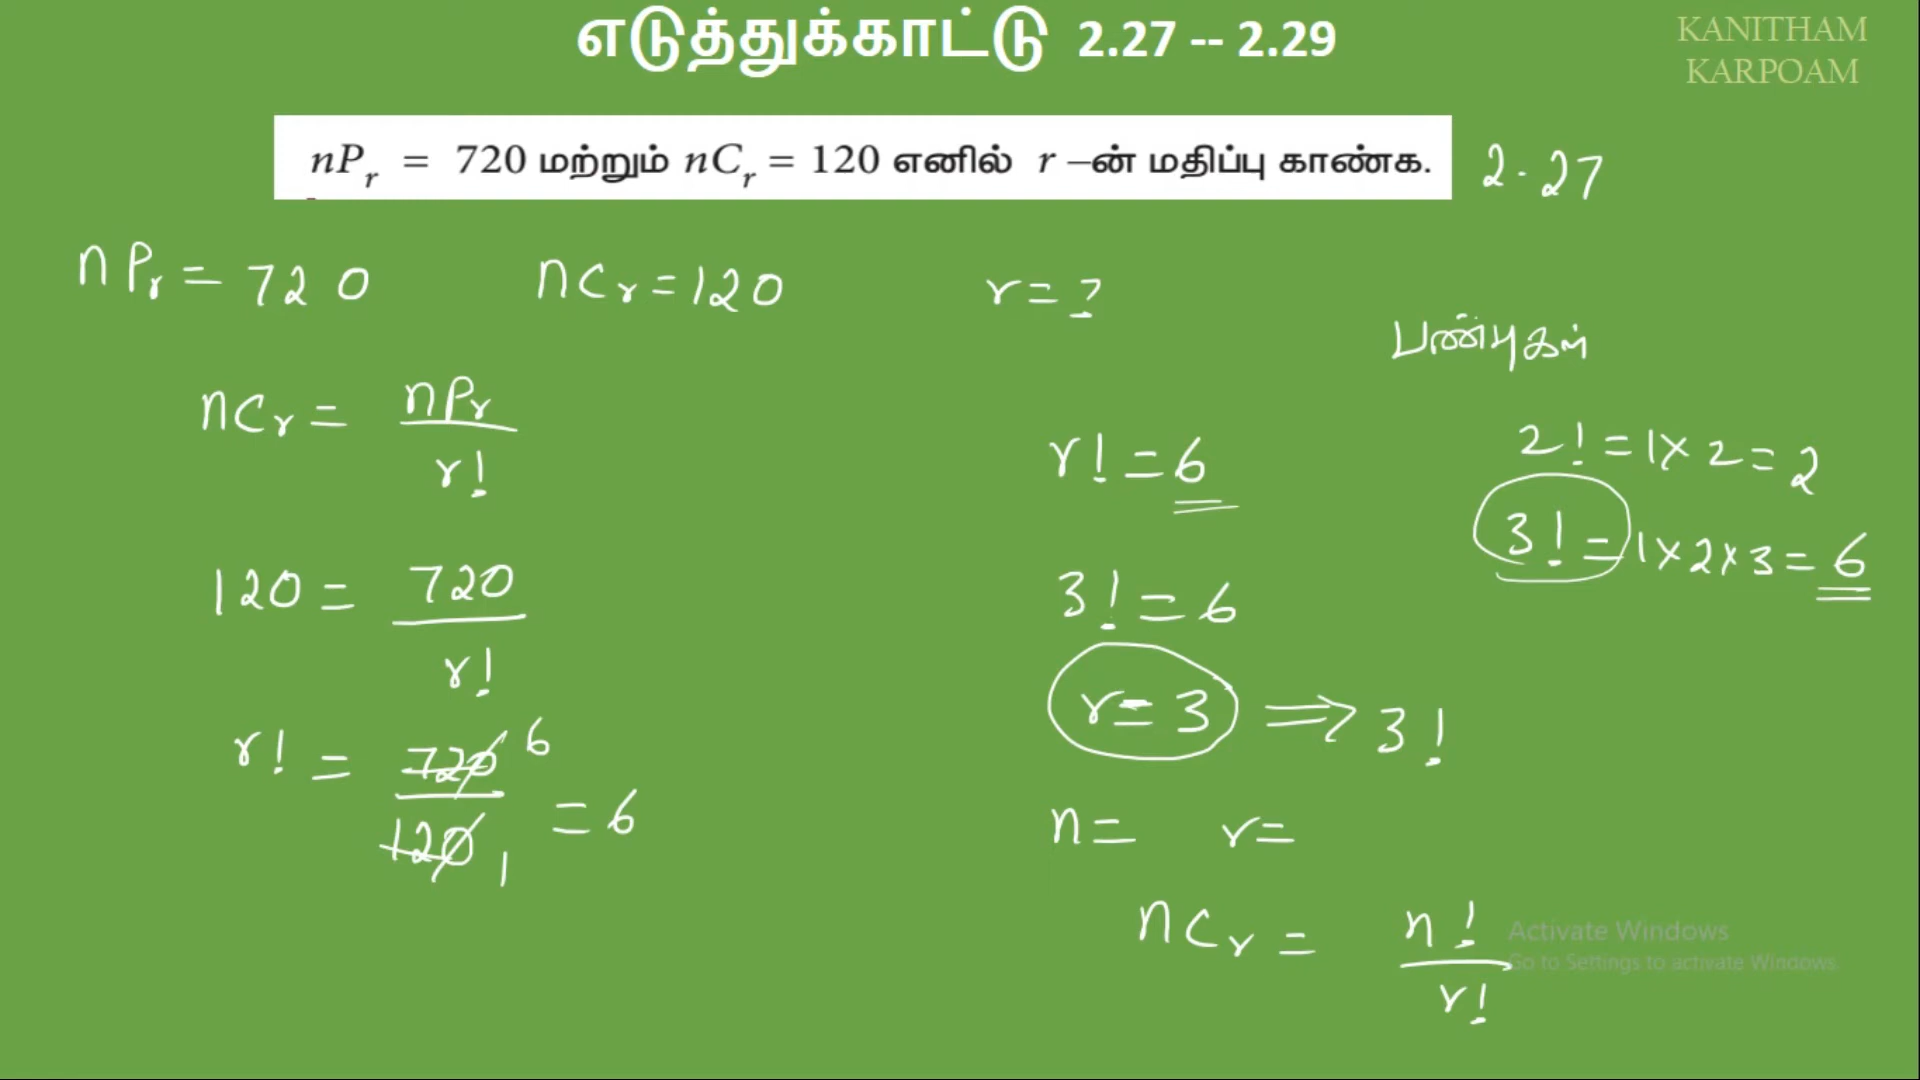 எடுத்துக்காட்டு 2.27 -- 2.29
KANITHAM
KARPOAM
nPr = 720 மற்றும் nCr = 120 எனில் r –ன் மதிப்பு காண்க. 2.27
nPr = 720 nCr = 120 r = ?
பண்புகள்
nCr = nPr / r!
120 = 720 / r!
r! = 720 6 / 120 1 = 6
r! = 6
3! = 6
r = 3 ⟹ 3!
n = r =
nCr = n! / r!
2! = 1 × 2 = 2
3! = 1 × 2 × 3 = 6
Activate Windows
Go to Settings to activate Windows